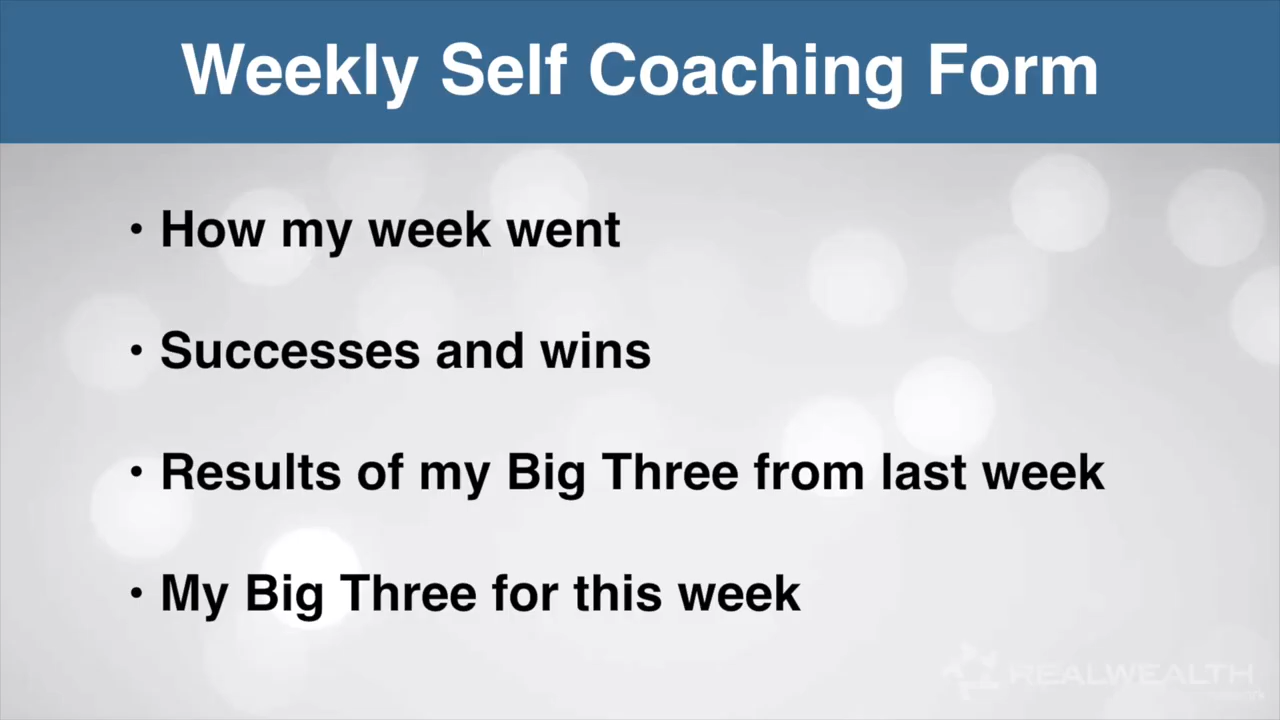 Weekly Self Coaching Form
• How my week went
• Successes and wins
• Results of my Big Three from last week
• My Big Three for this week
REALWEALTH